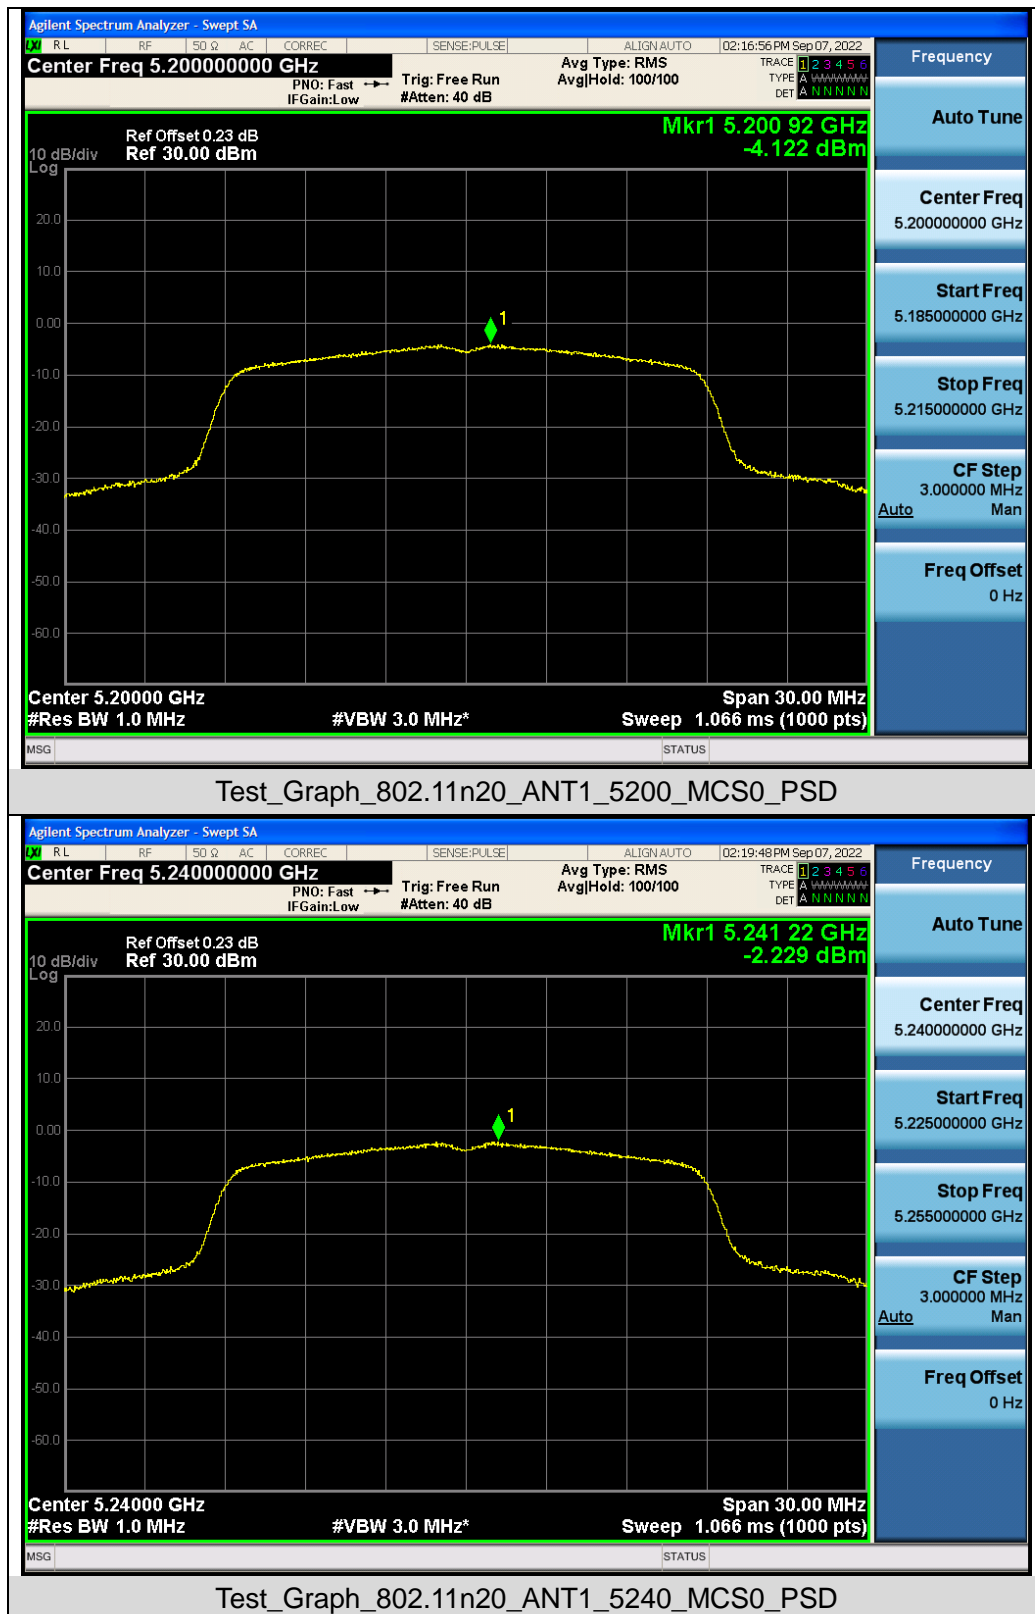 Agilent Spectrum Analyzer - Swept SA
LXI RL RF 50 Ω AC CORREC SENSE:PULSE ALIGN AUTO 02:16:56 PM Sep 07, 2022
Center Freq 5.200000000 GHz
PNO: Fast
IFGain:Low
Trig: Free Run
#Atten: 40 dB
Avg Type: RMS
Avg|Hold: 100/100
TRACE 1 2 3 4 5 6
TYPE A WWWWW
DET A N N N N N
Frequency
Ref Offset 0.23 dB
Ref 30.00 dBm
10 dB/div
Log
Mkr1 5.200 92 GHz
-4.122 dBm
20.0
10.0
0.00
-10.0
-20.0
-30.0
-40.0
-50.0
-60.0
1
Center 5.20000 GHz
#Res BW 1.0 MHz
#VBW 3.0 MHz*
Span 30.00 MHz
Sweep 1.066 ms (1000 pts)
Auto Tune
Center Freq
5.200000000 GHz
Start Freq
5.185000000 GHz
Stop Freq
5.215000000 GHz
CF Step
3.000000 MHz
Auto Man
Freq Offset
0 Hz
MSG STATUS
Test_Graph_802.11n20_ANT1_5200_MCS0_PSD
Agilent Spectrum Analyzer - Swept SA
LXI RL RF 50 Ω AC CORREC SENSE:PULSE ALIGN AUTO 02:19:48 PM Sep 07, 2022
Center Freq 5.240000000 GHz
PNO: Fast
IFGain:Low
Trig: Free Run
#Atten: 40 dB
Avg Type: RMS
Avg|Hold: 100/100
TRACE 1 2 3 4 5 6
TYPE A WWWWW
DET A N N N N N
Frequency
Ref Offset 0.23 dB
Ref 30.00 dBm
10 dB/div
Log
Mkr1 5.241 22 GHz
-2.229 dBm
20.0
10.0
0.00
-10.0
-20.0
-30.0
-40.0
-50.0
-60.0
1
Center 5.24000 GHz
#Res BW 1.0 MHz
#VBW 3.0 MHz*
Span 30.00 MHz
Sweep 1.066 ms (1000 pts)
Auto Tune
Center Freq
5.240000000 GHz
Start Freq
5.225000000 GHz
Stop Freq
5.255000000 GHz
CF Step
3.000000 MHz
Auto Man
Freq Offset
0 Hz
MSG STATUS
Test_Graph_802.11n20_ANT1_5240_MCS0_PSD